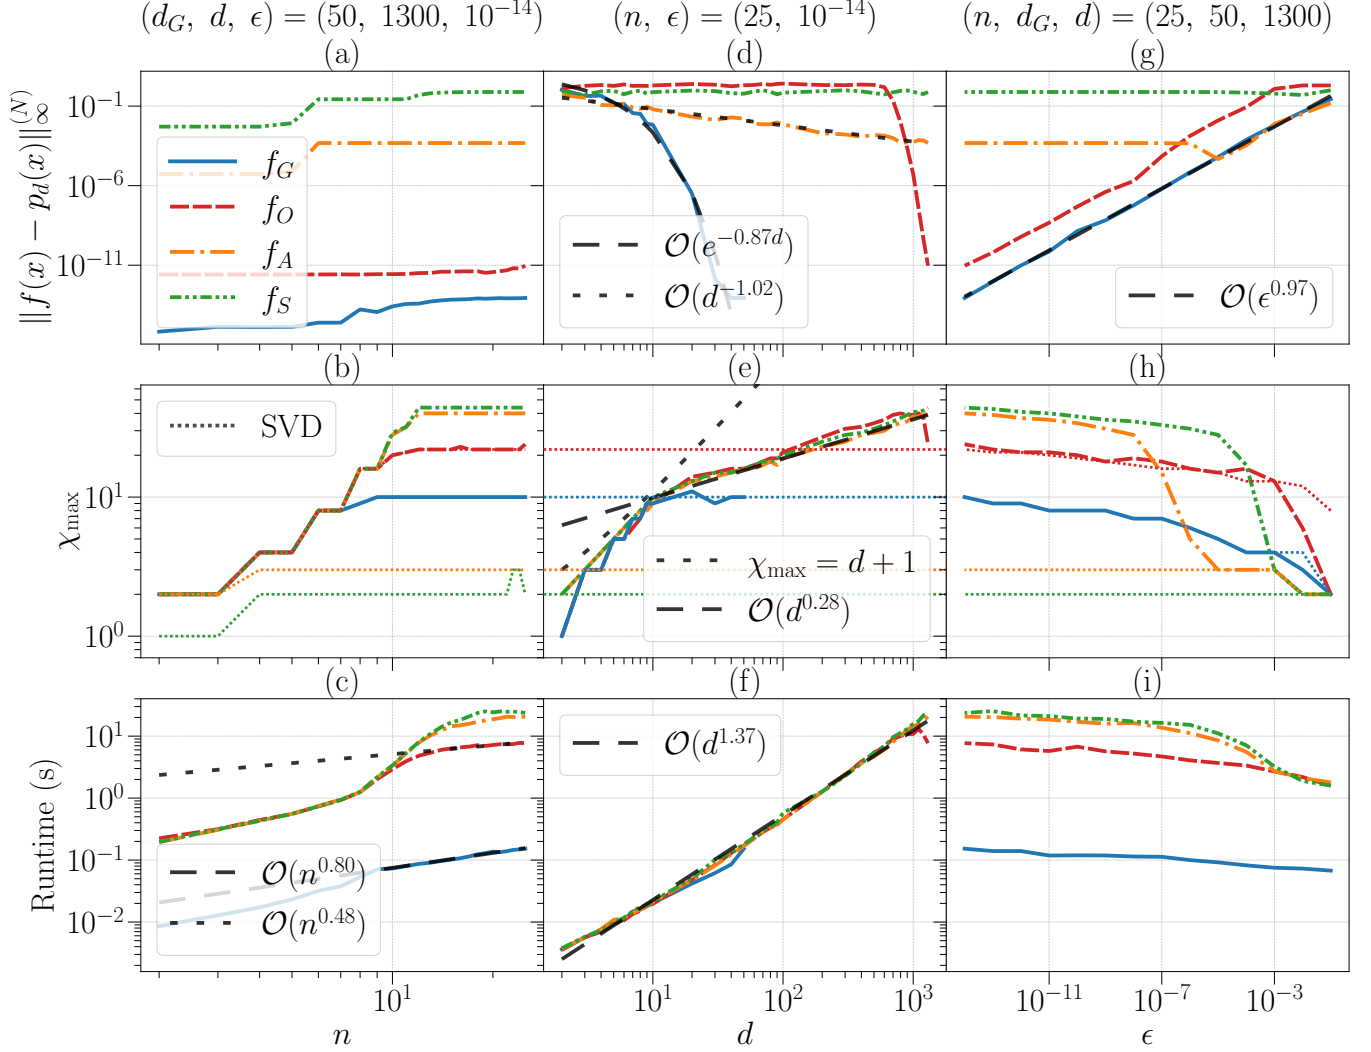 (d_G, d, ϵ) = (50, 1300, 10^{-14})
(n, ϵ) = (25, 10^{-14})
(n, d_G, d) = (25, 50, 1300)
(a)
(d)
(g)
‖f(x) − p_d(x)‖_∞^{(N)}
10^{-1}
10^{-6}
10^{-11}
f_G
f_O
f_A
f_S
O(e^{-0.87d})
O(d^{-1.02})
O(ϵ^{0.97})
(b)
(e)
(h)
χ_max
10^1
10^0
SVD
χ_max = d + 1
O(d^{0.28})
(c)
(f)
(i)
Runtime (s)
10^1
10^0
10^{-1}
10^{-2}
O(n^{0.80})
O(n^{0.48})
O(d^{1.37})
10^1
10^1
10^2
10^3
10^{-11}
10^{-7}
10^{-3}
n
d
ϵ